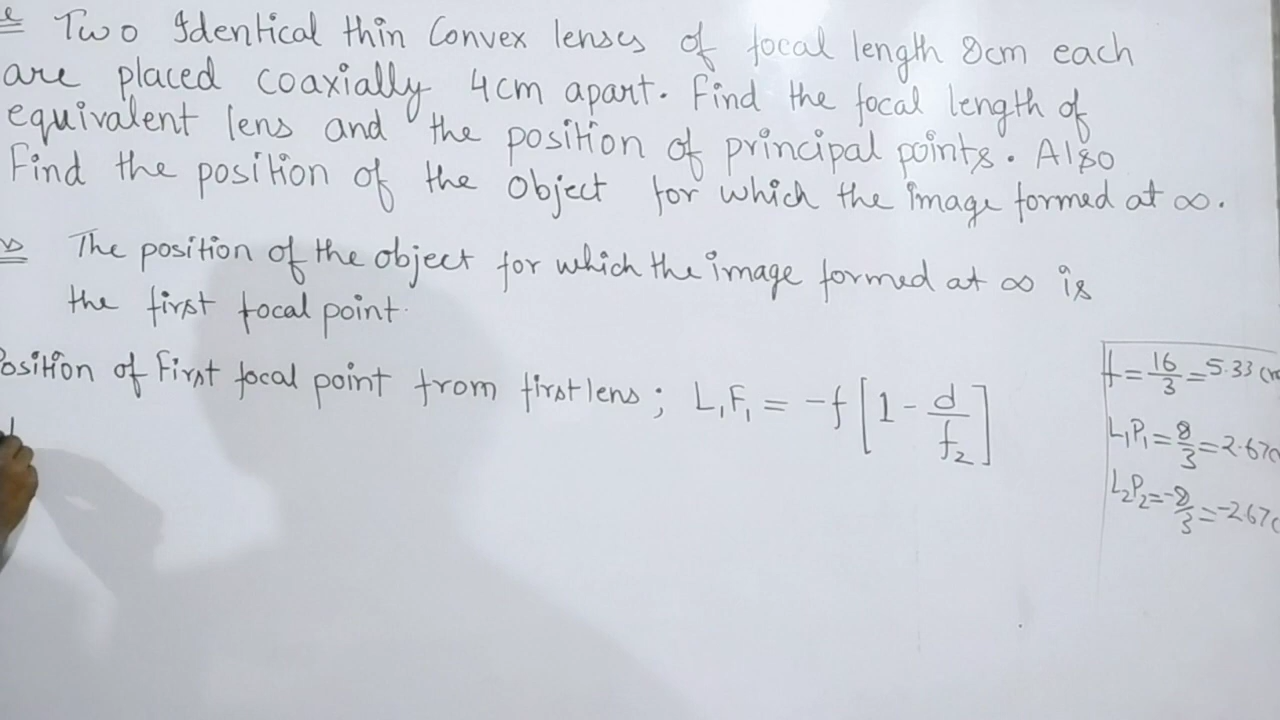 Two Identical thin Convex lenses of focal length 8cm each
are placed coaxially 4cm apart. Find the focal length of
equivalent lens and the position of principal points. Also
Find the position of the object for which the image formed at ∞.
The position of the object for which the image formed at ∞ is
the first focal point.
Position of First focal point from first lens; L₁F₁ = -f[1 - d/f₂]
f = 16/3 = 5.33 cm
L₁P₁ = 8/3 = 2.67c
L₂P₂ = -8/3 = -2.67c